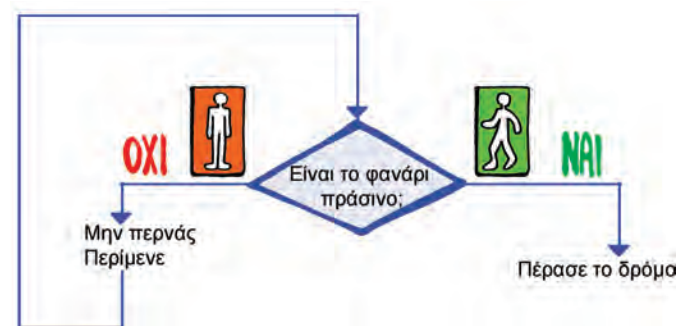 ΟΧΙ
ΝΑΙ
Είναι το φανάρι
πράσινο;
Μην περνάς
Περίμενε
Πέρασε το δρόμο